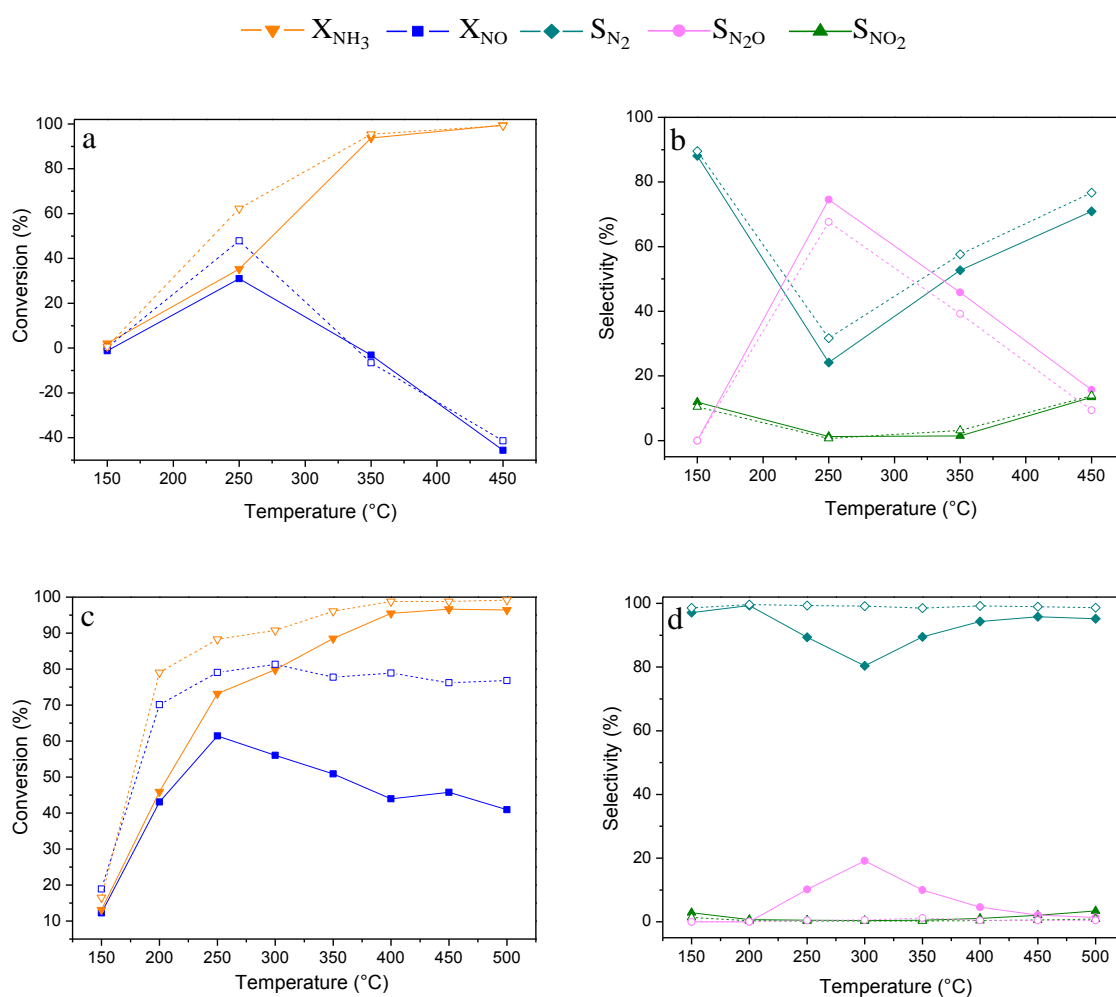 X_NH3 X_NO S_N2 S_N2O S_NO2
a
100
80
60
40
20
0
-20
-40
Conversion (%)
150 200 250 300 350 400 450
Temperature (°C)
b
100
80
60
40
20
0
Selectivity (%)
150 200 250 300 350 400 450
Temperature (°C)
c
100
90
80
70
60
50
40
30
20
10
Conversion (%)
150 200 250 300 350 400 450 500
Temperature (°C)
d
100
80
60
40
20
0
Selectivity (%)
150 200 250 300 350 400 450 500
Temperature (°C)